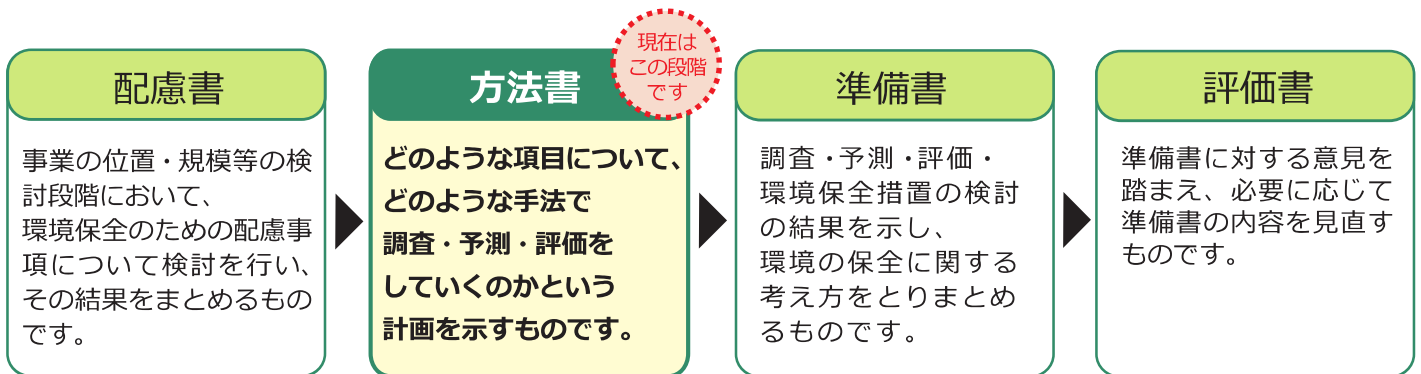 配慮書
事業の位置・規模等の検
討段階において、
環境保全のための配慮事
項について検討を行い、
その結果をまとめるもの
です。
方法書
現在は
この段階
です
どのような項目について、
どのような手法で
調査・予測・評価を
していくのかという
計画を示すものです。
準備書
調査・予測・評価・
環境保全措置の検討
の結果を示し、
環境の保全に関する
考え方をとりまとめ
るものです。
評価書
準備書に対する意見を
踏まえ、必要に応じて
準備書の内容を見直す
ものです。